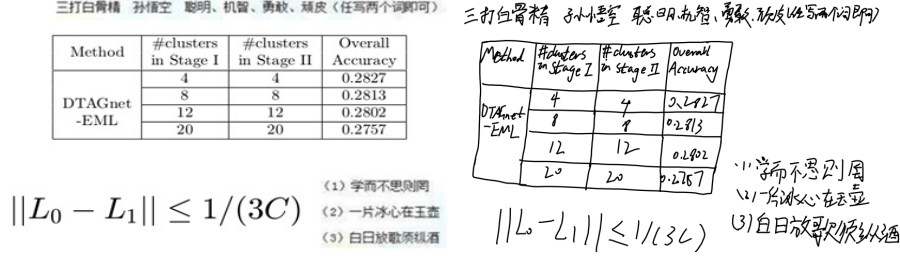 三打白骨精 孙悟空 聪明、机智、勇敢、顽皮（任写两个词即可）
Method #clusters in Stage I #clusters in Stage II Overall Accuracy
DTAGnet-EML
4 4 0.2827
8 8 0.2813
12 12 0.2802
20 20 0.2757
||L₀ − L₁|| ≤ 1/(3C)
（1）学而不思则罔
（2）一片冰心在玉壶
（3）白日放歌须纵酒
三打白骨精 孙悟空 聪明、机智、勇敢、顽皮（任写两个词即可）
Method #clusters in Stage I #clusters in Stage II Overall Accuracy
DTAGnet-EML
4 4 0.2827
8 8 0.2813
12 12 0.2802
20 20 0.2757
||L₀ − L₁|| ≤ 1/(3C)
(1) 学而不思则罔
(2) 一片冰心在玉壶
(3) 白日放歌须纵酒